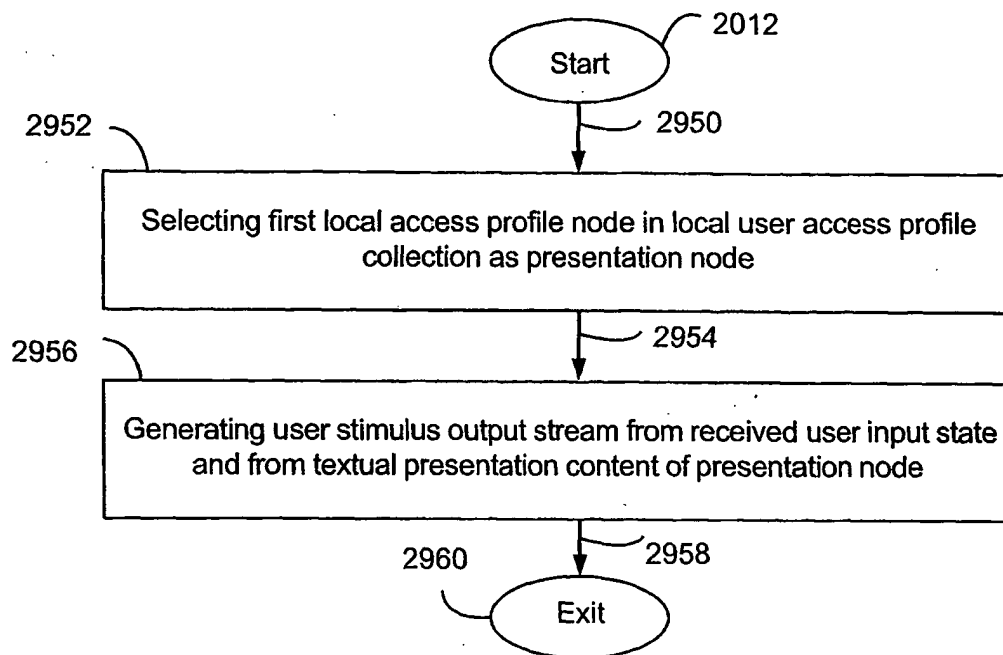 2012
Start
2950
2952
Selecting first local access profile node in local user access profile
collection as presentation node
2954
2956
Generating user stimulus output stream from received user input state
and from textual presentation content of presentation node
2958
2960
Exit